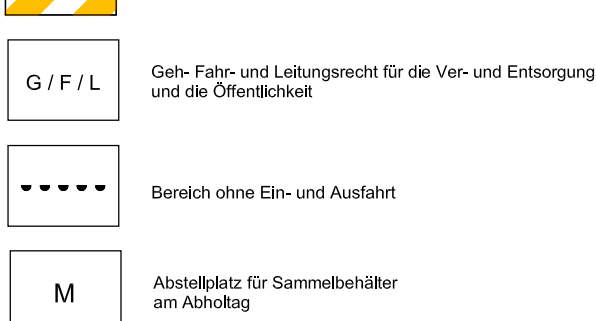 G / F / L
Geh- Fahr- und Leitungsrecht für die Ver- und Entsorgung
und die Öffentlichkeit
Bereich ohne Ein- und Ausfahrt
M
Abstellplatz für Sammelbehälter
am Abholtag